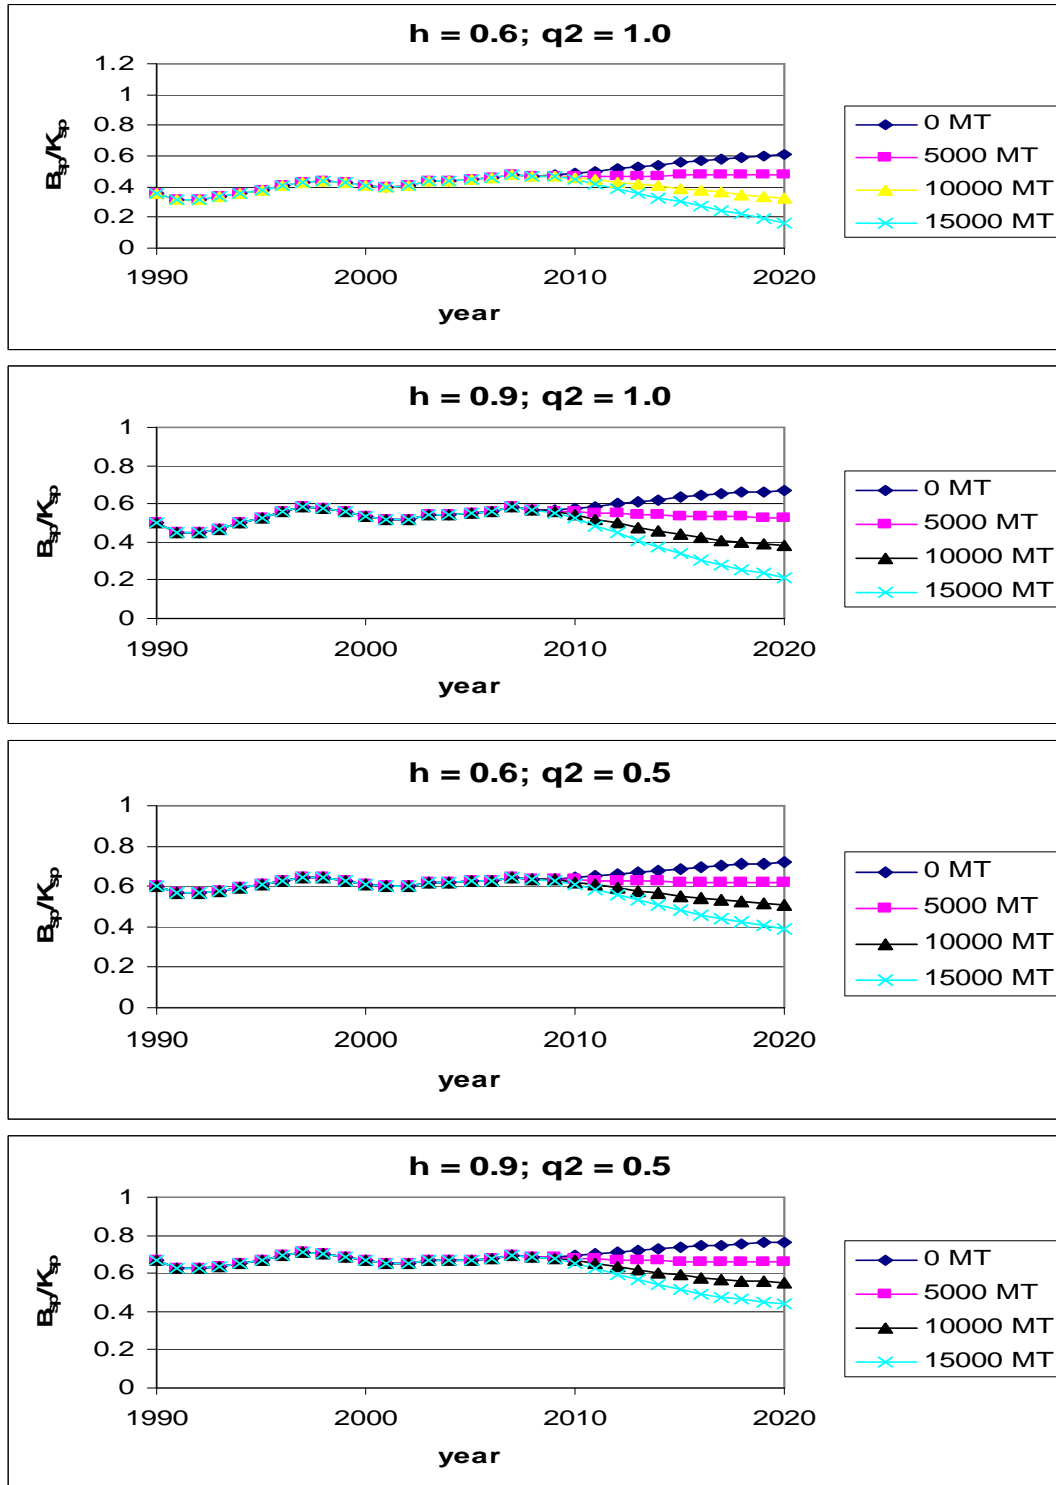 h = 0.6; q2 = 1.0
1.2
1
0.8
0.6
0.4
0.2
0
Bsp/Ksp
1990
2000
2010
2020
year
0 MT
5000 MT
10000 MT
15000 MT
h = 0.9; q2 = 1.0
1
0.8
0.6
0.4
0.2
0
Bsp/Ksp
1990
2000
2010
2020
year
0 MT
5000 MT
10000 MT
15000 MT
h = 0.6; q2 = 0.5
1
0.8
0.6
0.4
0.2
0
Bsp/Ksp
1990
2000
2010
2020
year
0 MT
5000 MT
10000 MT
15000 MT
h = 0.9; q2 = 0.5
1
0.8
0.6
0.4
0.2
0
Bsp/Ksp
1990
2000
2010
2020
year
0 MT
5000 MT
10000 MT
15000 MT